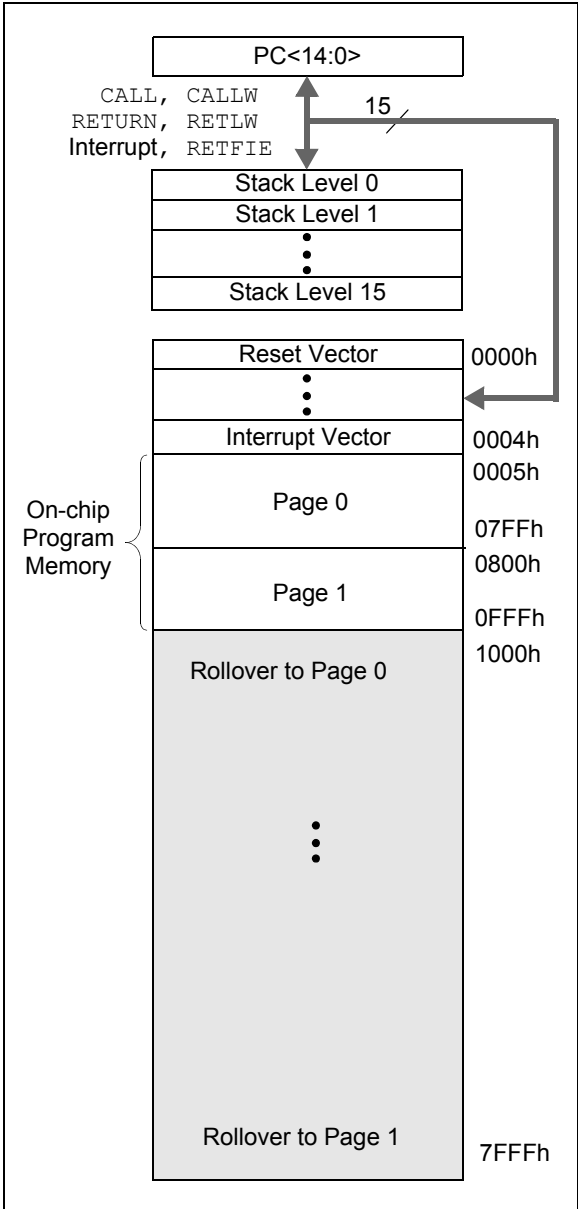 PC<14:0>
CALL, CALLW
15
RETURN, RETLW
Interrupt, RETFIE
Stack Level 0
Stack Level 1
Stack Level 15
Reset Vector
0000h
Interrupt Vector
0004h
0005h
On-chip
Program
Memory
Page 0
07FFh
0800h
Page 1
0FFFh
1000h
Rollover to Page 0
Rollover to Page 1
7FFFh